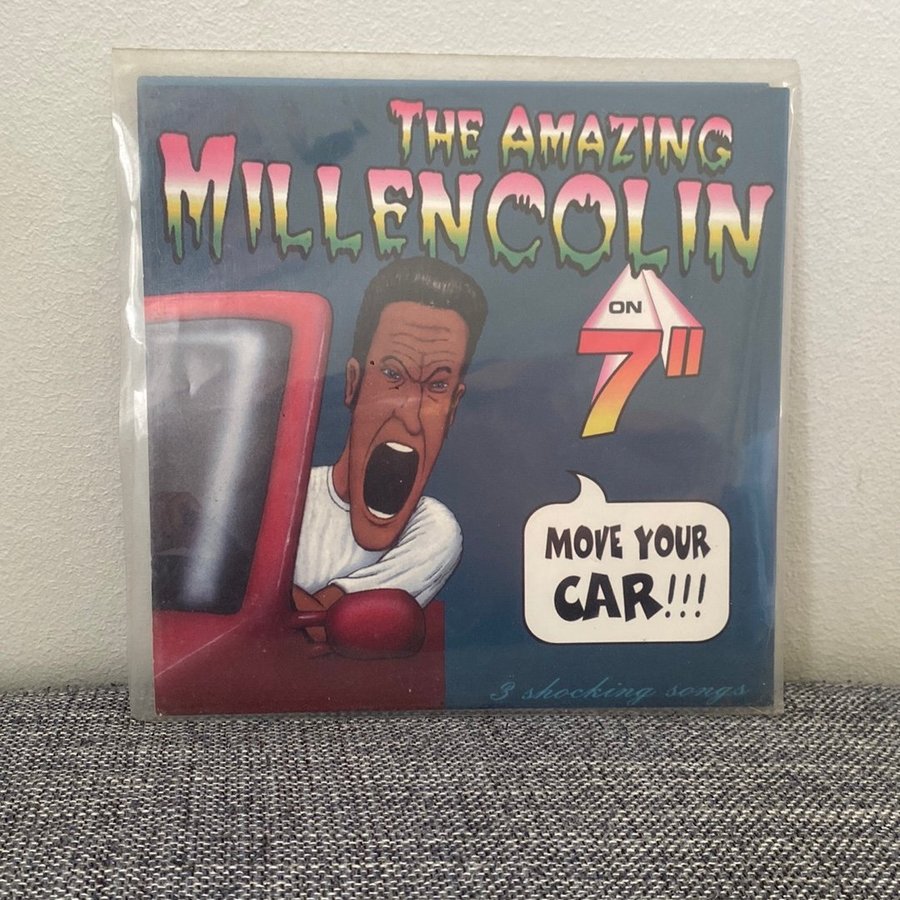 THE AMAZING
MILLENCOLIN
ON
7"
MOVE YOUR
CAR!!!
3 shocking songs